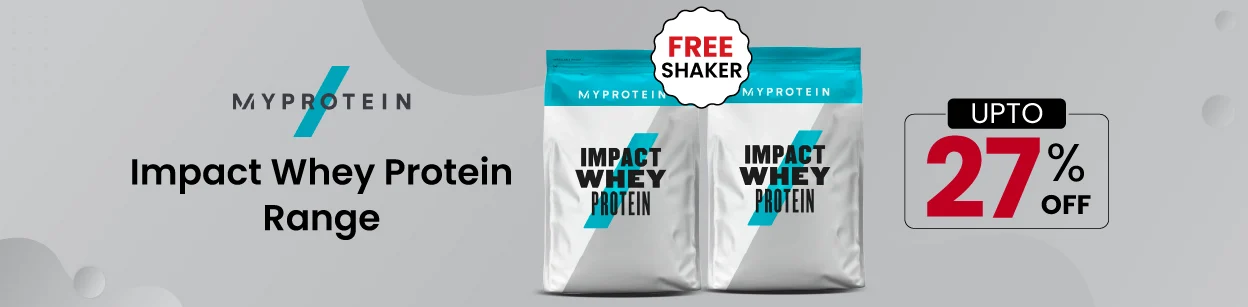 MYPROTEIN
Impact Whey Protein
Range
FREE
SHAKER
MYPROTEIN
IMPACT
WHEY
PROTEIN
MYPROTEIN
IMPACT
WHEY
PROTEIN
UPTO
27%
OFF